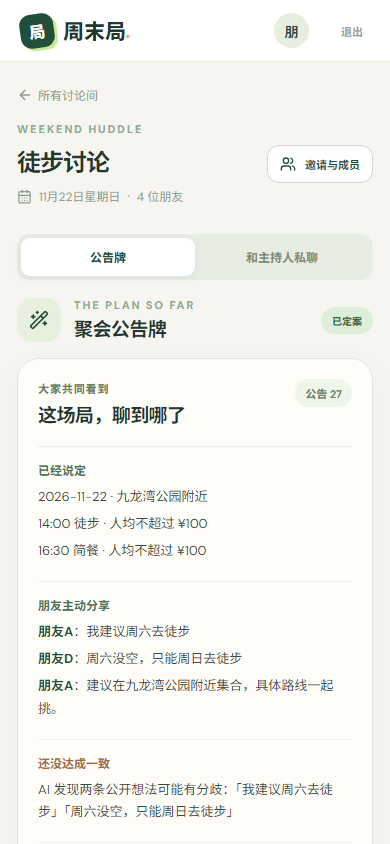 局 周末局. 朋 退出
← 所有讨论间
WEEKEND HUDDLE
徒步讨论
邀请与成员
11月22日星期日 · 4 位朋友
公告牌 和主持人私聊
THE PLAN SO FAR
聚会公告牌
已定案
大家共同看到
公告 27
这场局，聊到哪了
已经说定
2026-11-22 · 九龙湾公园附近
14:00 徒步 · 人均不超过 ¥100
16:30 简餐 · 人均不超过 ¥100
朋友主动分享
朋友A：我建议周六去徒步
朋友D：周六没空，只能周日去徒步
朋友A：建议在九龙湾公园附近集合，具体路线一起
挑。
还没达成一致
AI 发现两条公开想法可能有分歧：「我建议周六去徒
步」「周六没空，只能周日去徒步」